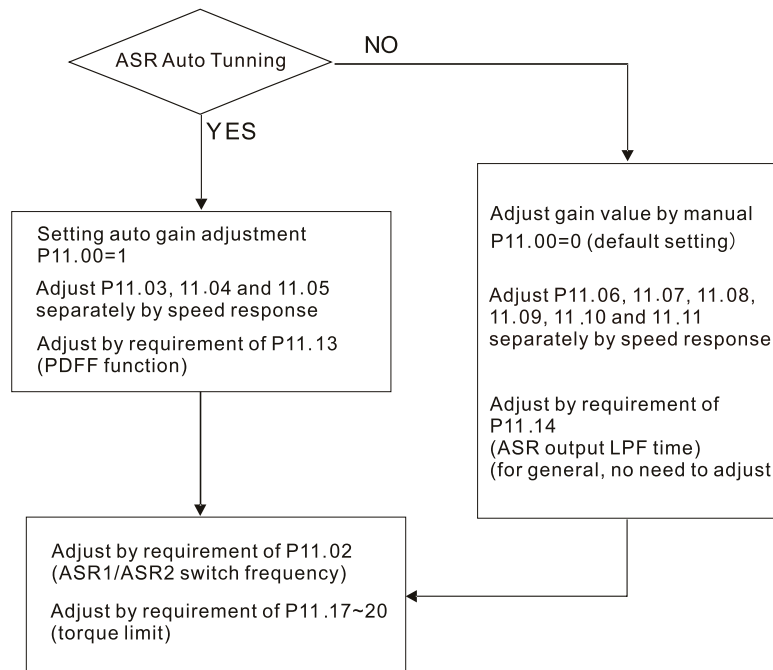 ASR Auto Tunning
NO
YES
Setting auto gain adjustment
P11.00=1
Adjust P11.03, 11.04 and 11.05
separately by speed response
Adjust by requirement of P11.13
(PDFF function)
Adjust gain value by manual
P11.00=0 (default setting)
Adjust P11.06, 11.07, 11.08,
11.09, 11.10 and 11.11
separately by speed response
Adjust by requirement of
P11.14
(ASR output LPF time)
(for general, no need to adjust
Adjust by requirement of P11.02
(ASR1/ASR2 switch frequency)
Adjust by requirement of P11.17~20
(torque limit)